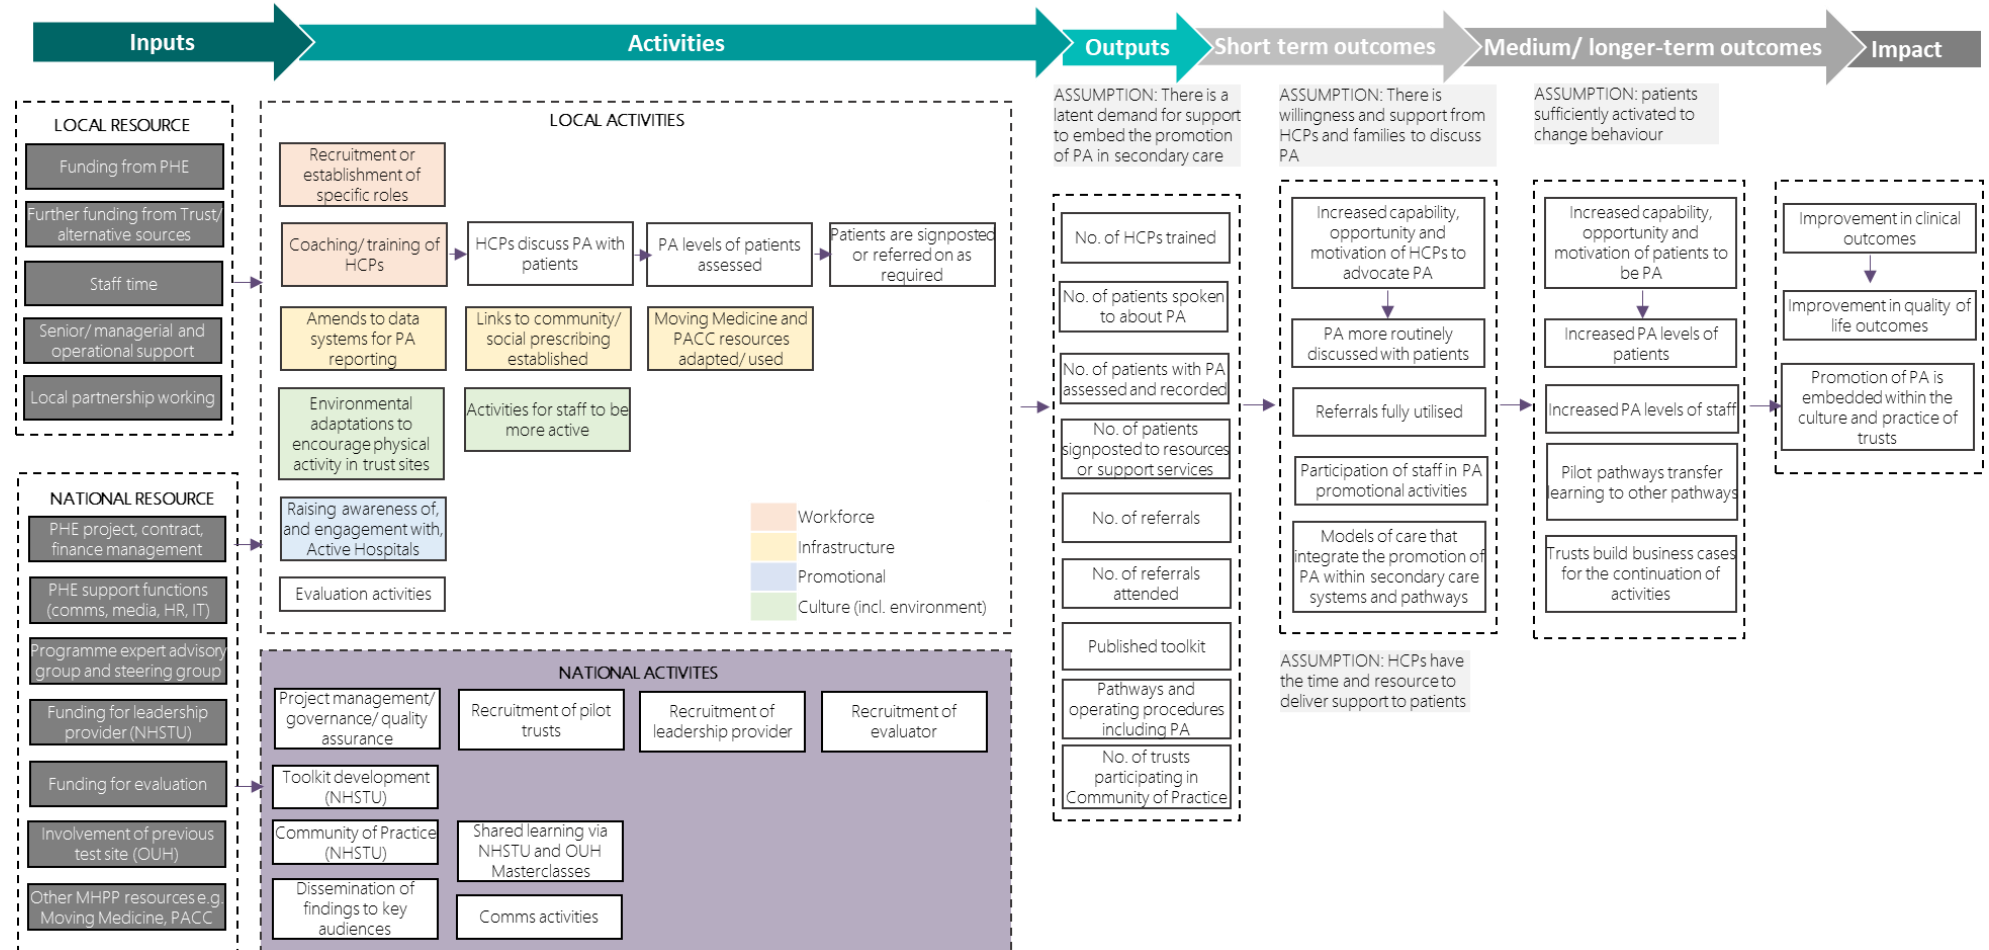 Inputs
Activities
Outputs
Short term outcomes
Medium/ longer-term outcomes
Impact
LOCAL RESOURCE
Funding from PHE
Further funding from Trust/
alternative sources
Staff time
Senior/ managerial and
operational support
Local partnership working
NATIONAL RESOURCE
PHE project, contract,
finance management
PHE support functions
(comms, media, HR, IT)
Programme expert advisory
group and steering group
Funding for leadership
provider (NHSTU)
Funding for evaluation
Involvement of previous
test site (OUH)
Other MHPP resources e.g.
Moving Medicine, PACC
LOCAL ACTIVITIES
Recruitment or
establishment of
specific roles
Coaching/ training of
HCPs
HCPs discuss PA with
patients
PA levels of patients
assessed
Patients are signposted
or referred on as
required
Amends to data
systems for PA
reporting
Links to community/
social prescribing
established
Moving Medicine and
PACC resources
adapted/ used
Environmental
adaptations to
encourage physical
activity in trust sites
Activities for staff to be
more active
Raising awareness of,
and engagement with,
Active Hospitals
Evaluation activities
Workforce
Infrastructure
Promotional
Culture (incl. environment)
NATIONAL ACTIVITES
Project management/
governance/ quality
assurance
Recruitment of pilot
trusts
Recruitment of
leadership provider
Recruitment of
evaluator
Toolkit development
(NHSTU)
Community of Practice
(NHSTU)
Shared learning via
NHSTU and OUH
Masterclasses
Dissemination of
findings to key
audiences
Comms activities
ASSUMPTION: There is a
latent demand for support
to embed the promotion
of PA in secondary care
No. of HCPs trained
No. of patients spoken
to about PA
No. of patients with PA
assessed and recorded
No. of patients
signposted to resources
or support services
No. of referrals
No. of referrals
attended
Published toolkit
Pathways and
operating procedures
including PA
No. of trusts
participating in
Community of Practice
ASSUMPTION: There is
willingness and support from
HCPs and families to discuss
PA
Increased capability,
opportunity and
motivation of HCPs to
advocate PA
PA more routinely
discussed with patients
Referrals fully utilised
Participation of staff in PA
promotional activities
Models of care that
integrate the promotion of
PA within secondary care
systems and pathways
ASSUMPTION: HCPs have
the time and resource to
deliver support to patients
ASSUMPTION: patients
sufficiently activated to
change behaviour
Increased capability,
opportunity and
motivation of patients to
be PA
Increased PA levels of
patients
Increased PA levels of staff
Pilot pathways transfer
learning to other pathways
Trusts build business cases
for the continuation of
activities
Improvement in clinical
outcomes
Improvement in quality of
life outcomes
Promotion of PA is
embedded within the
culture and practice of
trusts